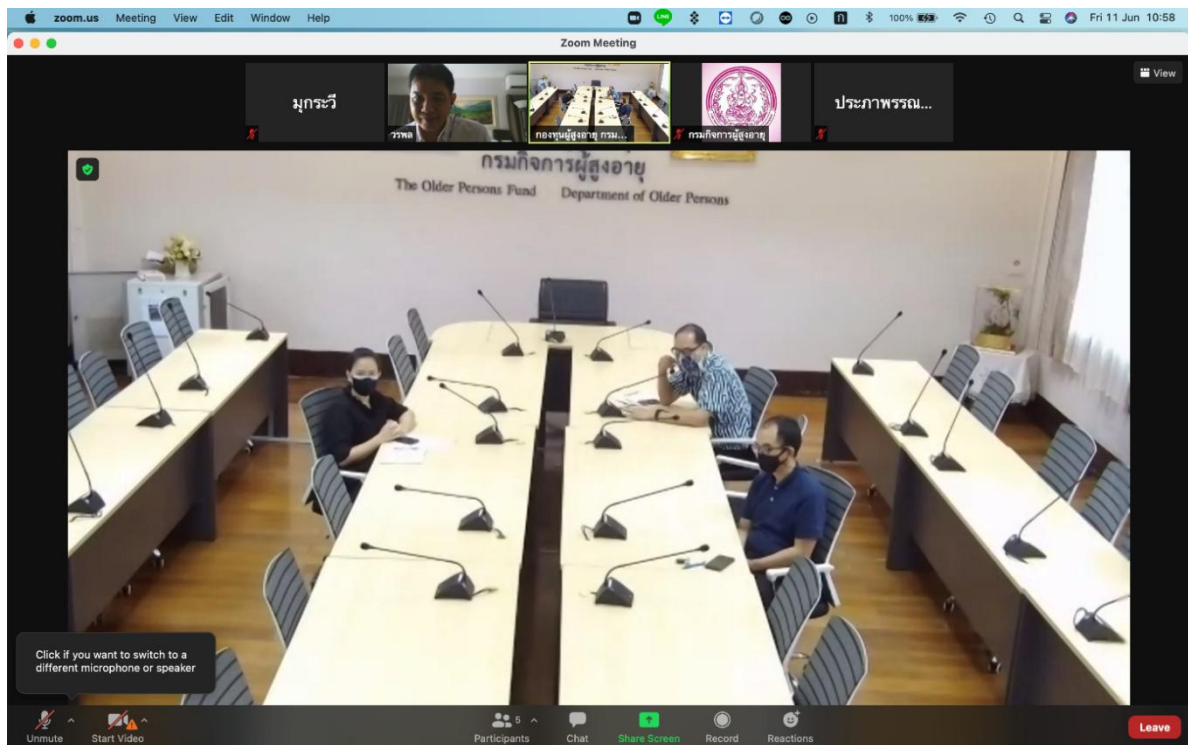 zoom.us Meeting View Edit Window Help
LINE 100% Fri 11 Jun 10:58
Zoom Meeting
View
มุกระวี
ประภาพรรณ...
วรพล
กองทุนผู้สูงอายุ กรม...
กรมกิจการผู้สูงอายุ
กรมกิจการผู้สูงอายุ
The Older Persons Fund Department of Older Persons
Click if you want to switch to a
different microphone or speaker
Unmute Start Video Participants 5 Chat Share Screen Record Reactions Leave